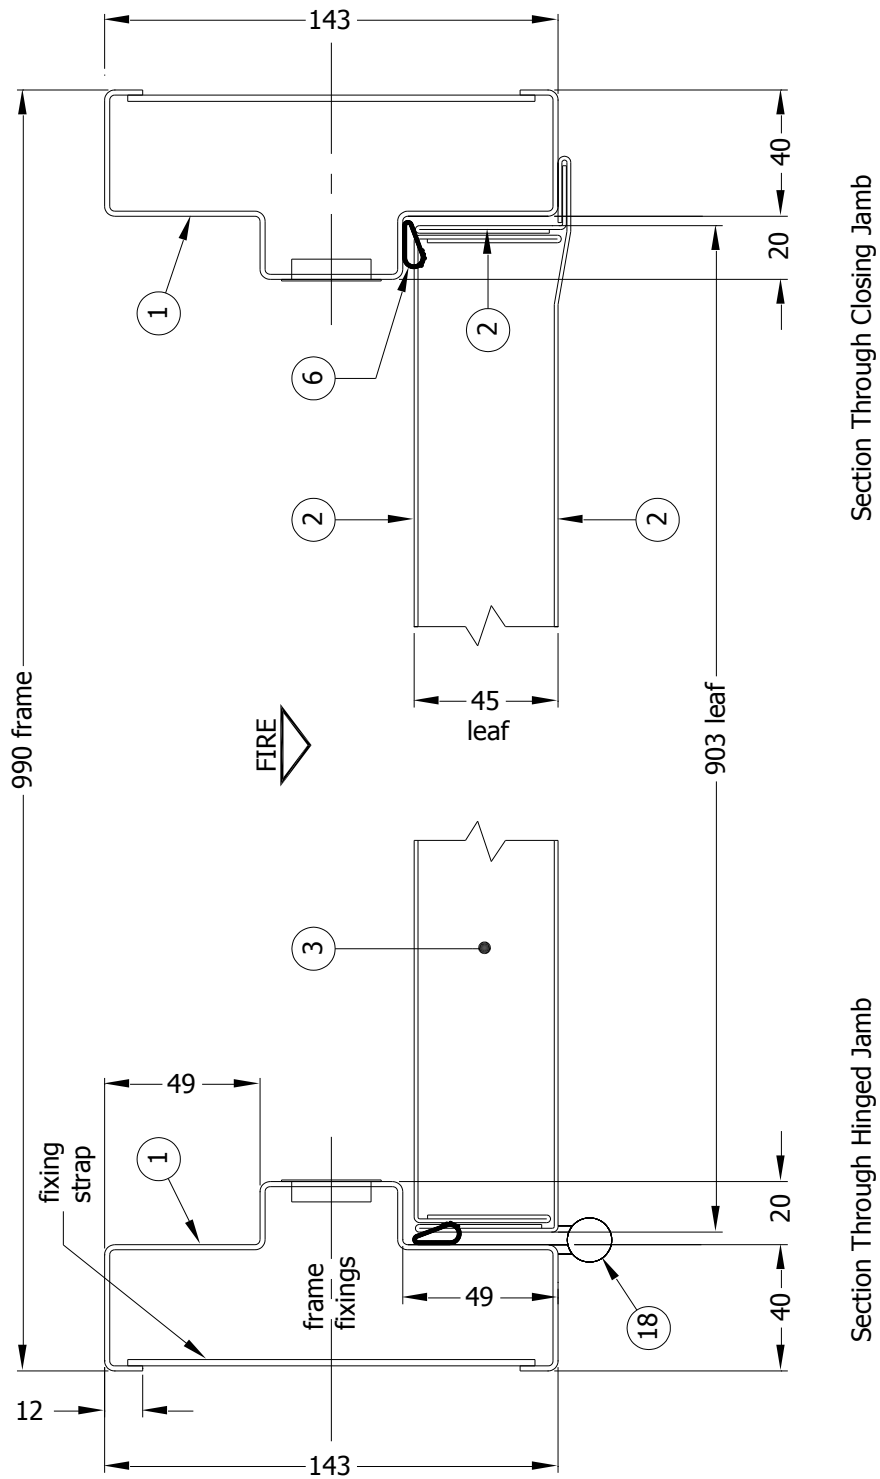 143
40
20
1
6
2
2
2
990 frame
FIRE
45
leaf
903 leaf
Section Through Closing Jamb
3
49
fixing
strap
1
frame
fixings
49
20
40
18
12
143
Section Through Hinged Jamb